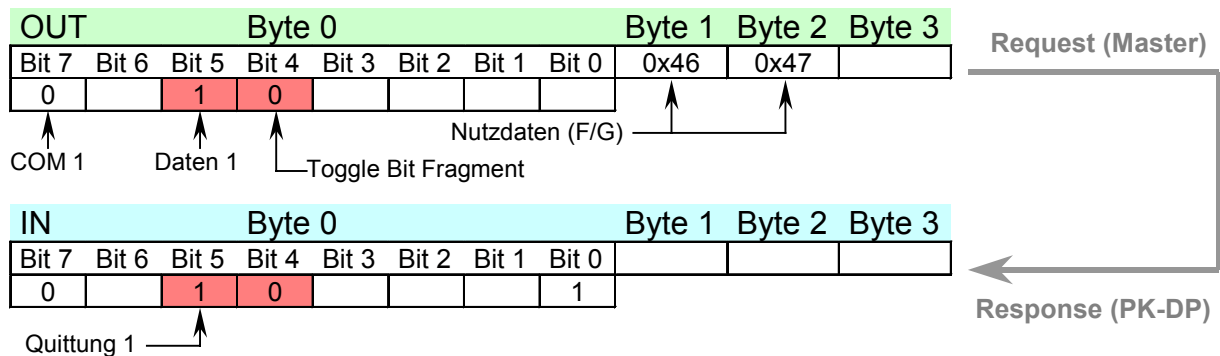 OUT Byte 0 Byte 1 Byte 2 Byte 3
Request (Master)
Bit 7 Bit 6 Bit 5 Bit 4 Bit 3 Bit 2 Bit 1 Bit 0 0x46 0x47
0 1 0
Nutzdaten (F/G)
COM 1 Daten 1 Toggle Bit Fragment
IN Byte 0 Byte 1 Byte 2 Byte 3
Bit 7 Bit 6 Bit 5 Bit 4 Bit 3 Bit 2 Bit 1 Bit 0
0 1 0 1
Response (PK-DP)
Quittung 1